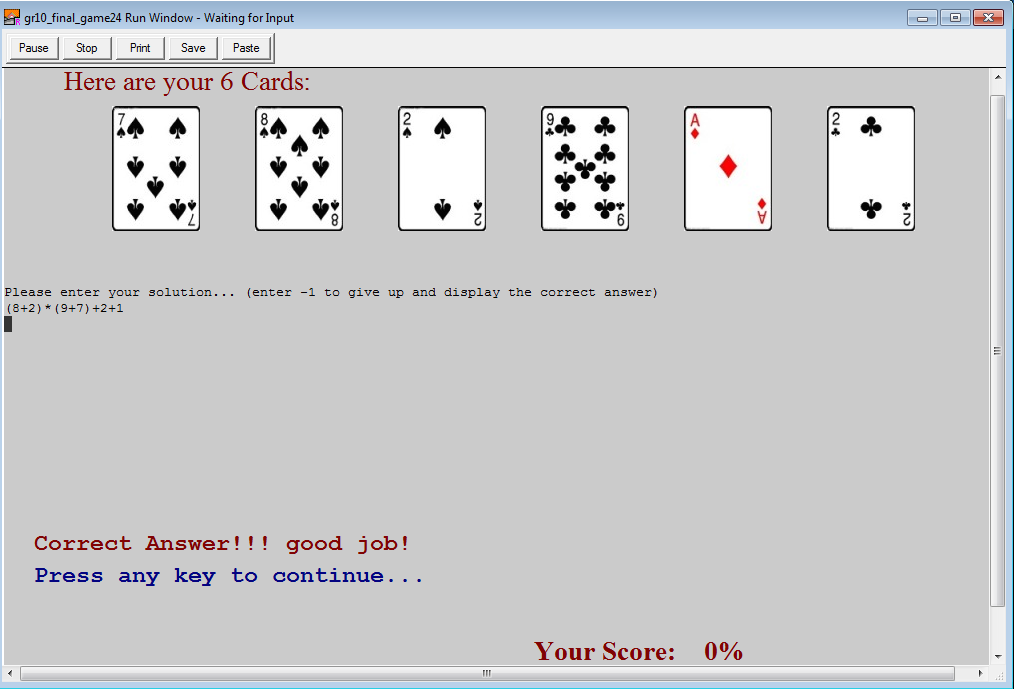 gr10_final_game24 Run Window - Waiting for Input
Pause Stop Print Save Paste
Here are your 6 Cards:
7 8 2 9 A 2
7 8 2 9 A 2
Please enter your solution... (enter -1 to give up and display the correct answer)
(8+2)*(9+7)+2+1
Correct Answer!!! good job!
Press any key to continue...
Your Score: 0%